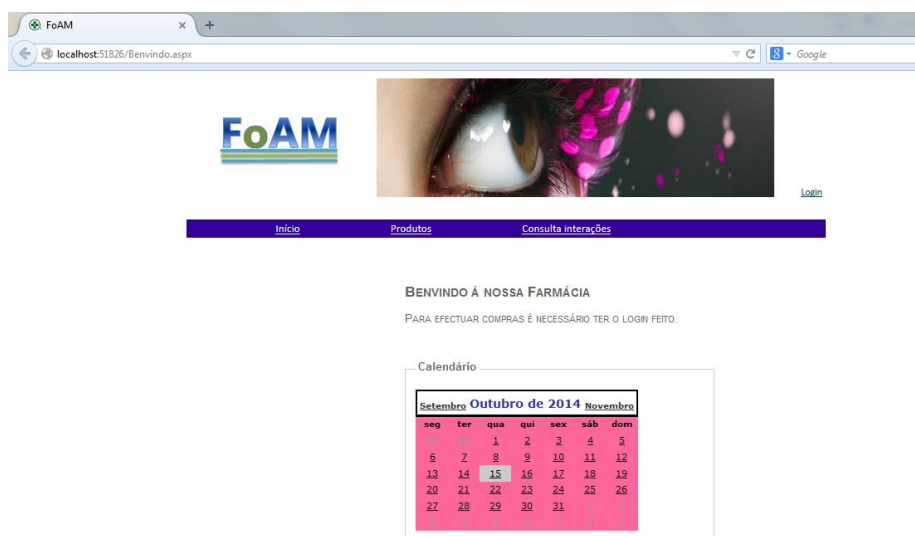 FoAM
localhost:51826/Benvindo.aspx
Google
FoAM
Login
Início Produtos Consulta interações
BENVINDO À NOSSA FARMÁCIA
PARA EFECTUAR COMPRAS É NECESSÁRIO TER O LOGIN FEITO.
Calendário
Setembro Outubro de 2014 Novembro
seg ter qua qui sex sáb dom
1 2 3 4 5
6 7 8 9 10 11 12
13 14 15 16 17 18 19
20 21 22 23 24 25 26
27 28 29 30 31